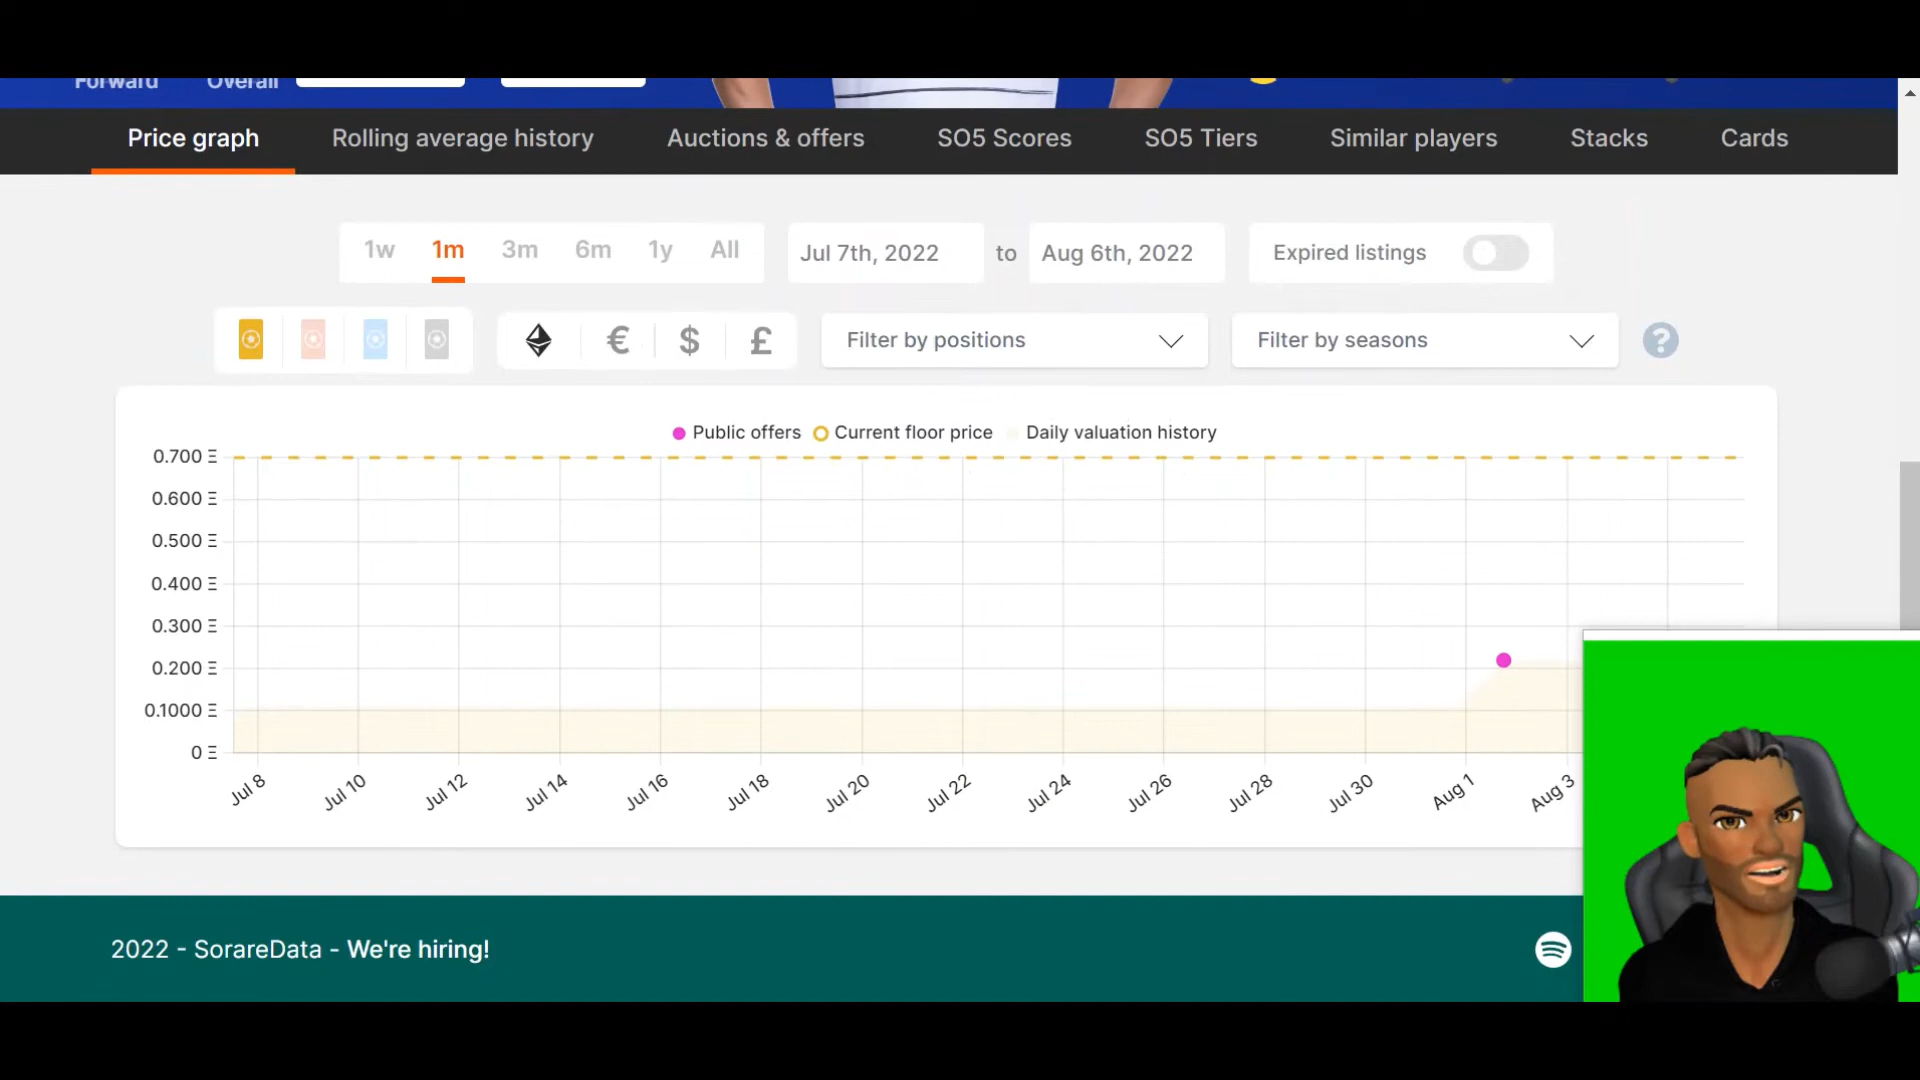 Forward Overall
Price graph Rolling average history Auctions & offers SO5 Scores SO5 Tiers Similar players Stacks Cards
1w 1m 3m 6m 1y All Jul 7th, 2022 to Aug 6th, 2022 Expired listings
€ $ £ Filter by positions Filter by seasons ?
Public offers Current floor price Daily valuation history
0.700 Ξ
0.600 Ξ
0.500 Ξ
0.400 Ξ
0.300 Ξ
0.200 Ξ
0.1000 Ξ
0 Ξ
Jul 8 Jul 10 Jul 12 Jul 14 Jul 16 Jul 18 Jul 20 Jul 22 Jul 24 Jul 26 Jul 28 Jul 30 Aug 1 Aug 3
2022 - SorareData - We're hiring!